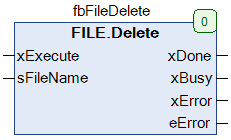 fbFileDelete
0
FILE.Delete
xExecute xDone
sFileName xBusy
xError
eError